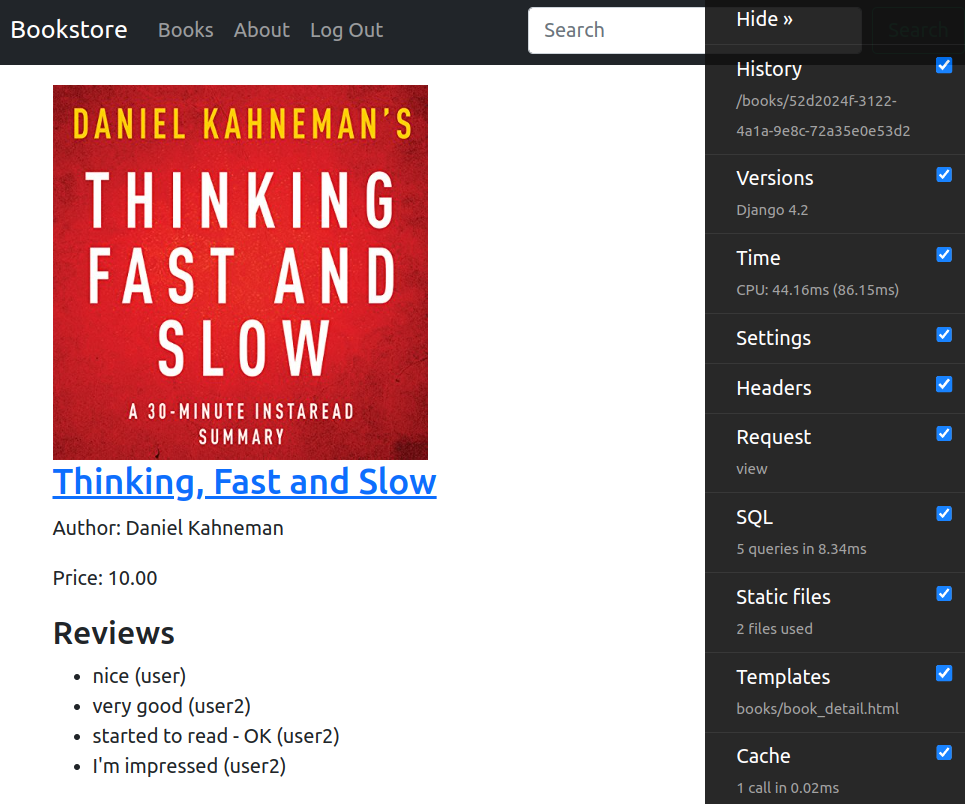 Bookstore Books About Log Out Search Search
DANIEL KAHNEMAN'S
THINKING
FAST AND
SLOW
A 30-MINUTE INSTAREAD
SUMMARY
Thinking, Fast and Slow
Author: Daniel Kahneman
Price: 10.00
Reviews
nice (user)
very good (user2)
started to read - OK (user2)
I'm impressed (user2)
Hide »
History
/books/52d2024f-3122-
4a1a-9e8c-72a35e0e53d2
Versions
Django 4.2
Time
CPU: 44.16ms (86.15ms)
Settings
Headers
Request
view
SQL
5 queries in 8.34ms
Static files
2 files used
Templates
books/book_detail.html
Cache
1 call in 0.02ms